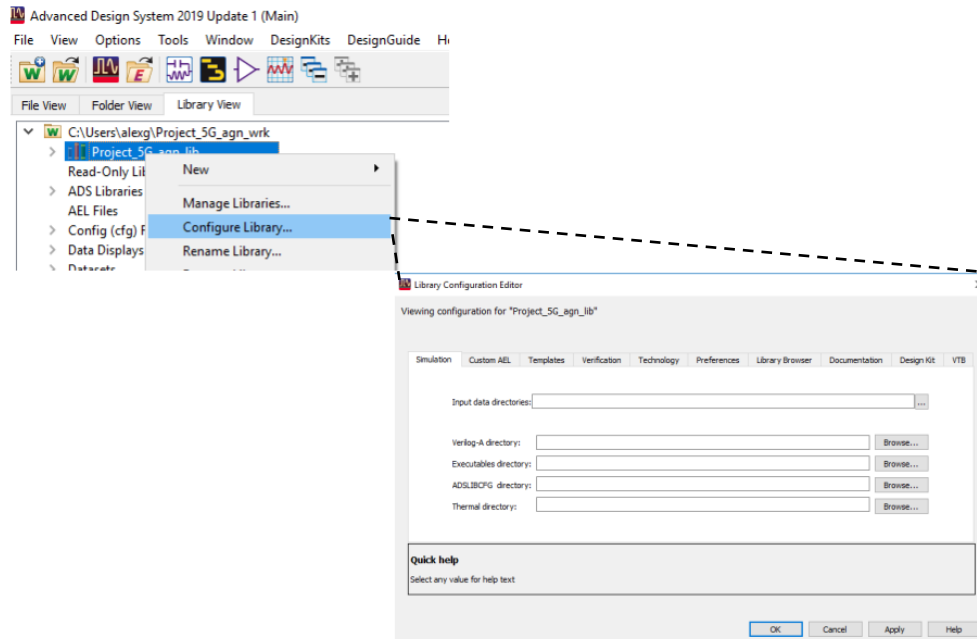 Advanced Design System 2019 Update 1 (Main)
File View Options Tools Window DesignKits DesignGuide
File View Folder View Library View
C:\Users\alexg\Project_5G_agn_wrk
Project_5G_agn_lib
Read-Only
ADS Libraries
AEL Files
Config (cfg)
Data Displays
Datasets
New
Manage Libraries...
Configure Library...
Rename Library...
Library Configuration Editor
Viewing configuration for "Project_5G_agn_lib"
Simulation Custom AEL Templates Verification Technology Preferences Library Browser Documentation Design Kit VTB
Input data directories: ...
Verilog-A directory: Browse...
Executables directory: Browse...
ADSLIBCFG directory: Browse...
Thermal directory: Browse...
Quick help
Select any value for help text
OK Cancel Apply Help